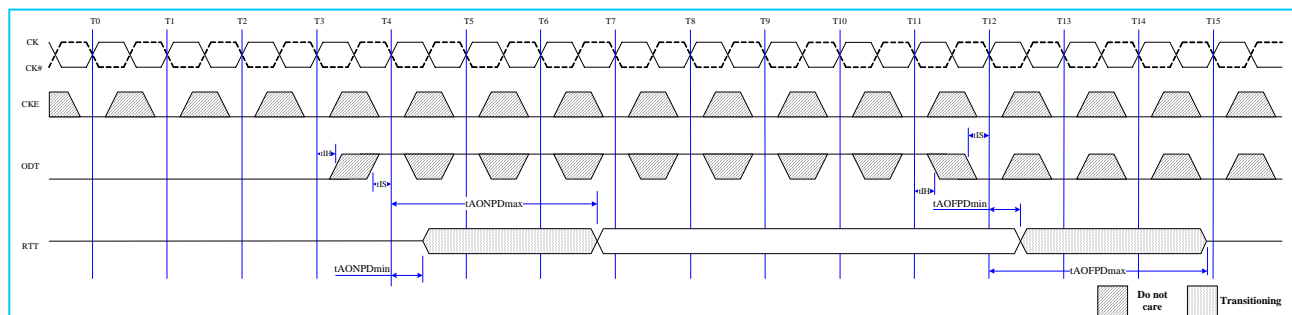 T0 T1 T2 T3 T4 T5 T6 T7 T8 T9 T10 T11 T12 T13 T14 T15
CK
CK#
CKE
tIS
tIH
ODT
tIS
tIH
tAONPDmax
tAOFPDmin
RTT
tAONPDmin
tAOFPDmax
Do not
care
Transitioning